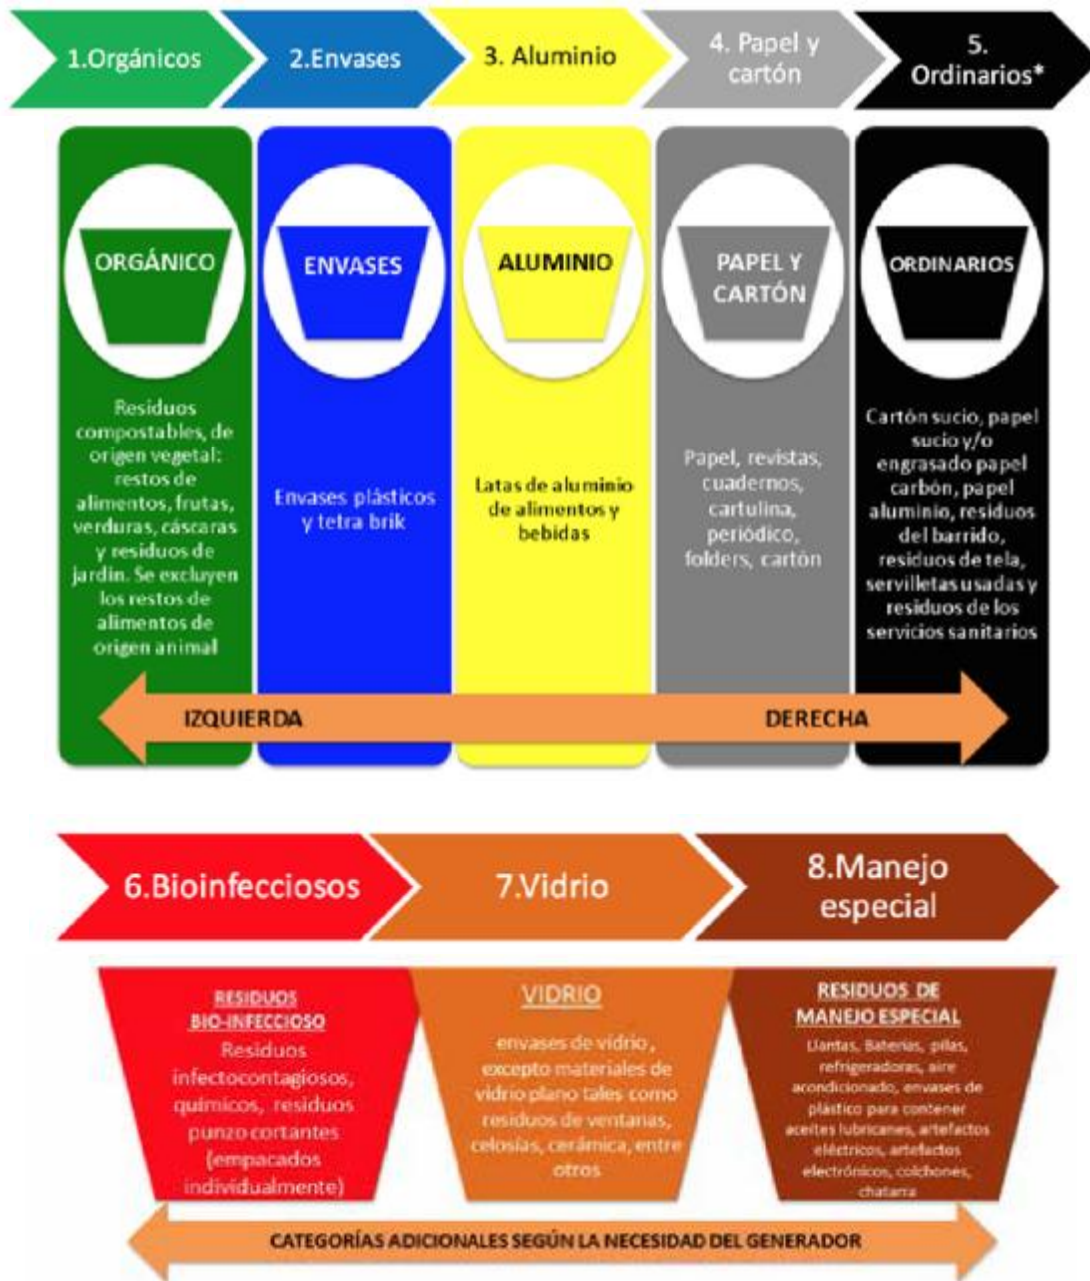 1.Orgánicos
2.Envases
3. Aluminio
4. Papel y
cartón
5.
Ordinarios*
ORGÁNICO
Residuos
compostables, de
origen vegetal:
restos de
alimentos, frutas,
verduras, cáscaras
y residuos de
jardín. Se excluyen
los restos de
alimentos de
origen animal
ENVASES
Envases plásticos
y tetra brik
ALUMINIO
Latas de aluminio
de alimentos y
bebidas
PAPEL Y
CARTÓN
Papel, revistas,
cuadernos,
cartulina,
periódico,
folders, cartón
ORDINARIOS
Cartón sucio, papel
sucio y/o
engrasado papel
carbón, papel
aluminio, residuos
del barrido,
residuos de tela,
servilletas usadas y
residuos de los
servicios sanitarios
IZQUIERDA
DERECHA
6.Bioinfecciosos
7.Vidrio
8.Manejo
especial
RESIDUOS
BIO-INFECCIOSO
Residuos
infectocontagiosos,
químicos, residuos
punzo cortantes
(empacados
individualmente)
VIDRIO
envases de vidrio,
excepto materiales de
vidrio plano tales como
residuos de ventanas,
celosías, cerámica, entre
otros
RESIDUOS DE
MANEJO ESPECIAL
Llantas, Baterías, pilas,
refrigeradoras, aire
acondicionado, envases de
plástico para contener
aceites lubricanes, artefactos
eléctricos, artefactos
electrónicos, colchones,
chatarra
CATEGORÍAS ADICIONALES SEGÚN LA NECESIDAD DEL GENERADOR